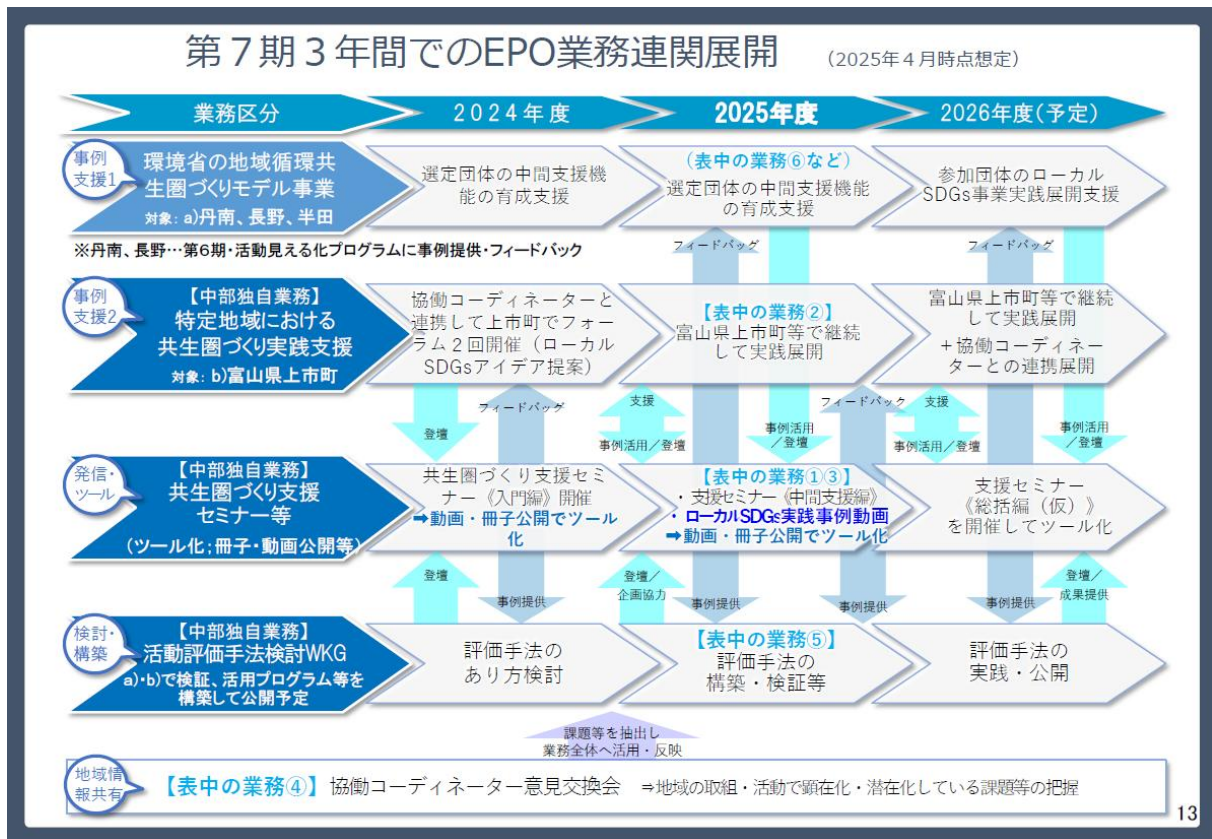 第７期３年間でのEPO業務連関展開　（2025年４月時点想定）
業務区分
２０２４年度
2025年度
2026年度(予定)
事例
支援1
環境省の地域循環共
生圏づくりモデル事業
対象：a)丹南、長野、半田
選定団体の中間支援機
能の育成支援
（表中の業務⑥など）
選定団体の中間支援機能
の育成支援
参加団体のローカル
SDGs事業実践展開支援
※丹南、長野…第6期・活動見える化プログラムに事例提供・フィードバック
フィードバッグ
フィードバッグ
事例
支援2
【中部独自業務】
特定地域における
共生圏づくり実践支援
対象：b)富山県上市町
協働コーディネーターと
連携して上市町でフォー
ラム２回開催（ローカル
SDGsアイデア提案）
【表中の業務②】
富山県上市町等で継続
して実践展開
富山県上市町等で継続
して実践展開
＋協働コーディネー
ターとの連携展開
登壇
フィードバッグ
支援
事例活用／登壇
事例活用
／登壇
フィードバック
支援
事例活用／登壇
事例活用
／登壇
発信・
ツール
【中部独自業務】
共生圏づくり支援
セミナー等
（ツール化；冊子・動画公開等）
共生圏づくり支援セミ
ナー《入門編》開催
➡動画・冊子公開でツール
化
【表中の業務①③】
・支援セミナー《中間支援編》
・ローカルSDGs実践事例動画
➡動画・冊子公開でツール化
支援セミナー
《総括編（仮）》
を開催してツール化
登壇
事例提供
登壇／
企画協力
事例提供
事例提供
事例提供
登壇／
成果提供
検討・
構築
【中部独自業務】
活動評価手法検討WKG
a)・b)で検証、活用プログラム等を
構築して公開予定
評価手法の
あり方検討
【表中の業務⑤】
評価手法の
構築・検証等
評価手法の
実践・公開
課題等を抽出し
業務全体へ活用・反映
地域情
報共有
【表中の業務④】協働コーディネーター意見交換会　⇒地域の取組・活動で顕在化・潜在化している課題等の把握
13